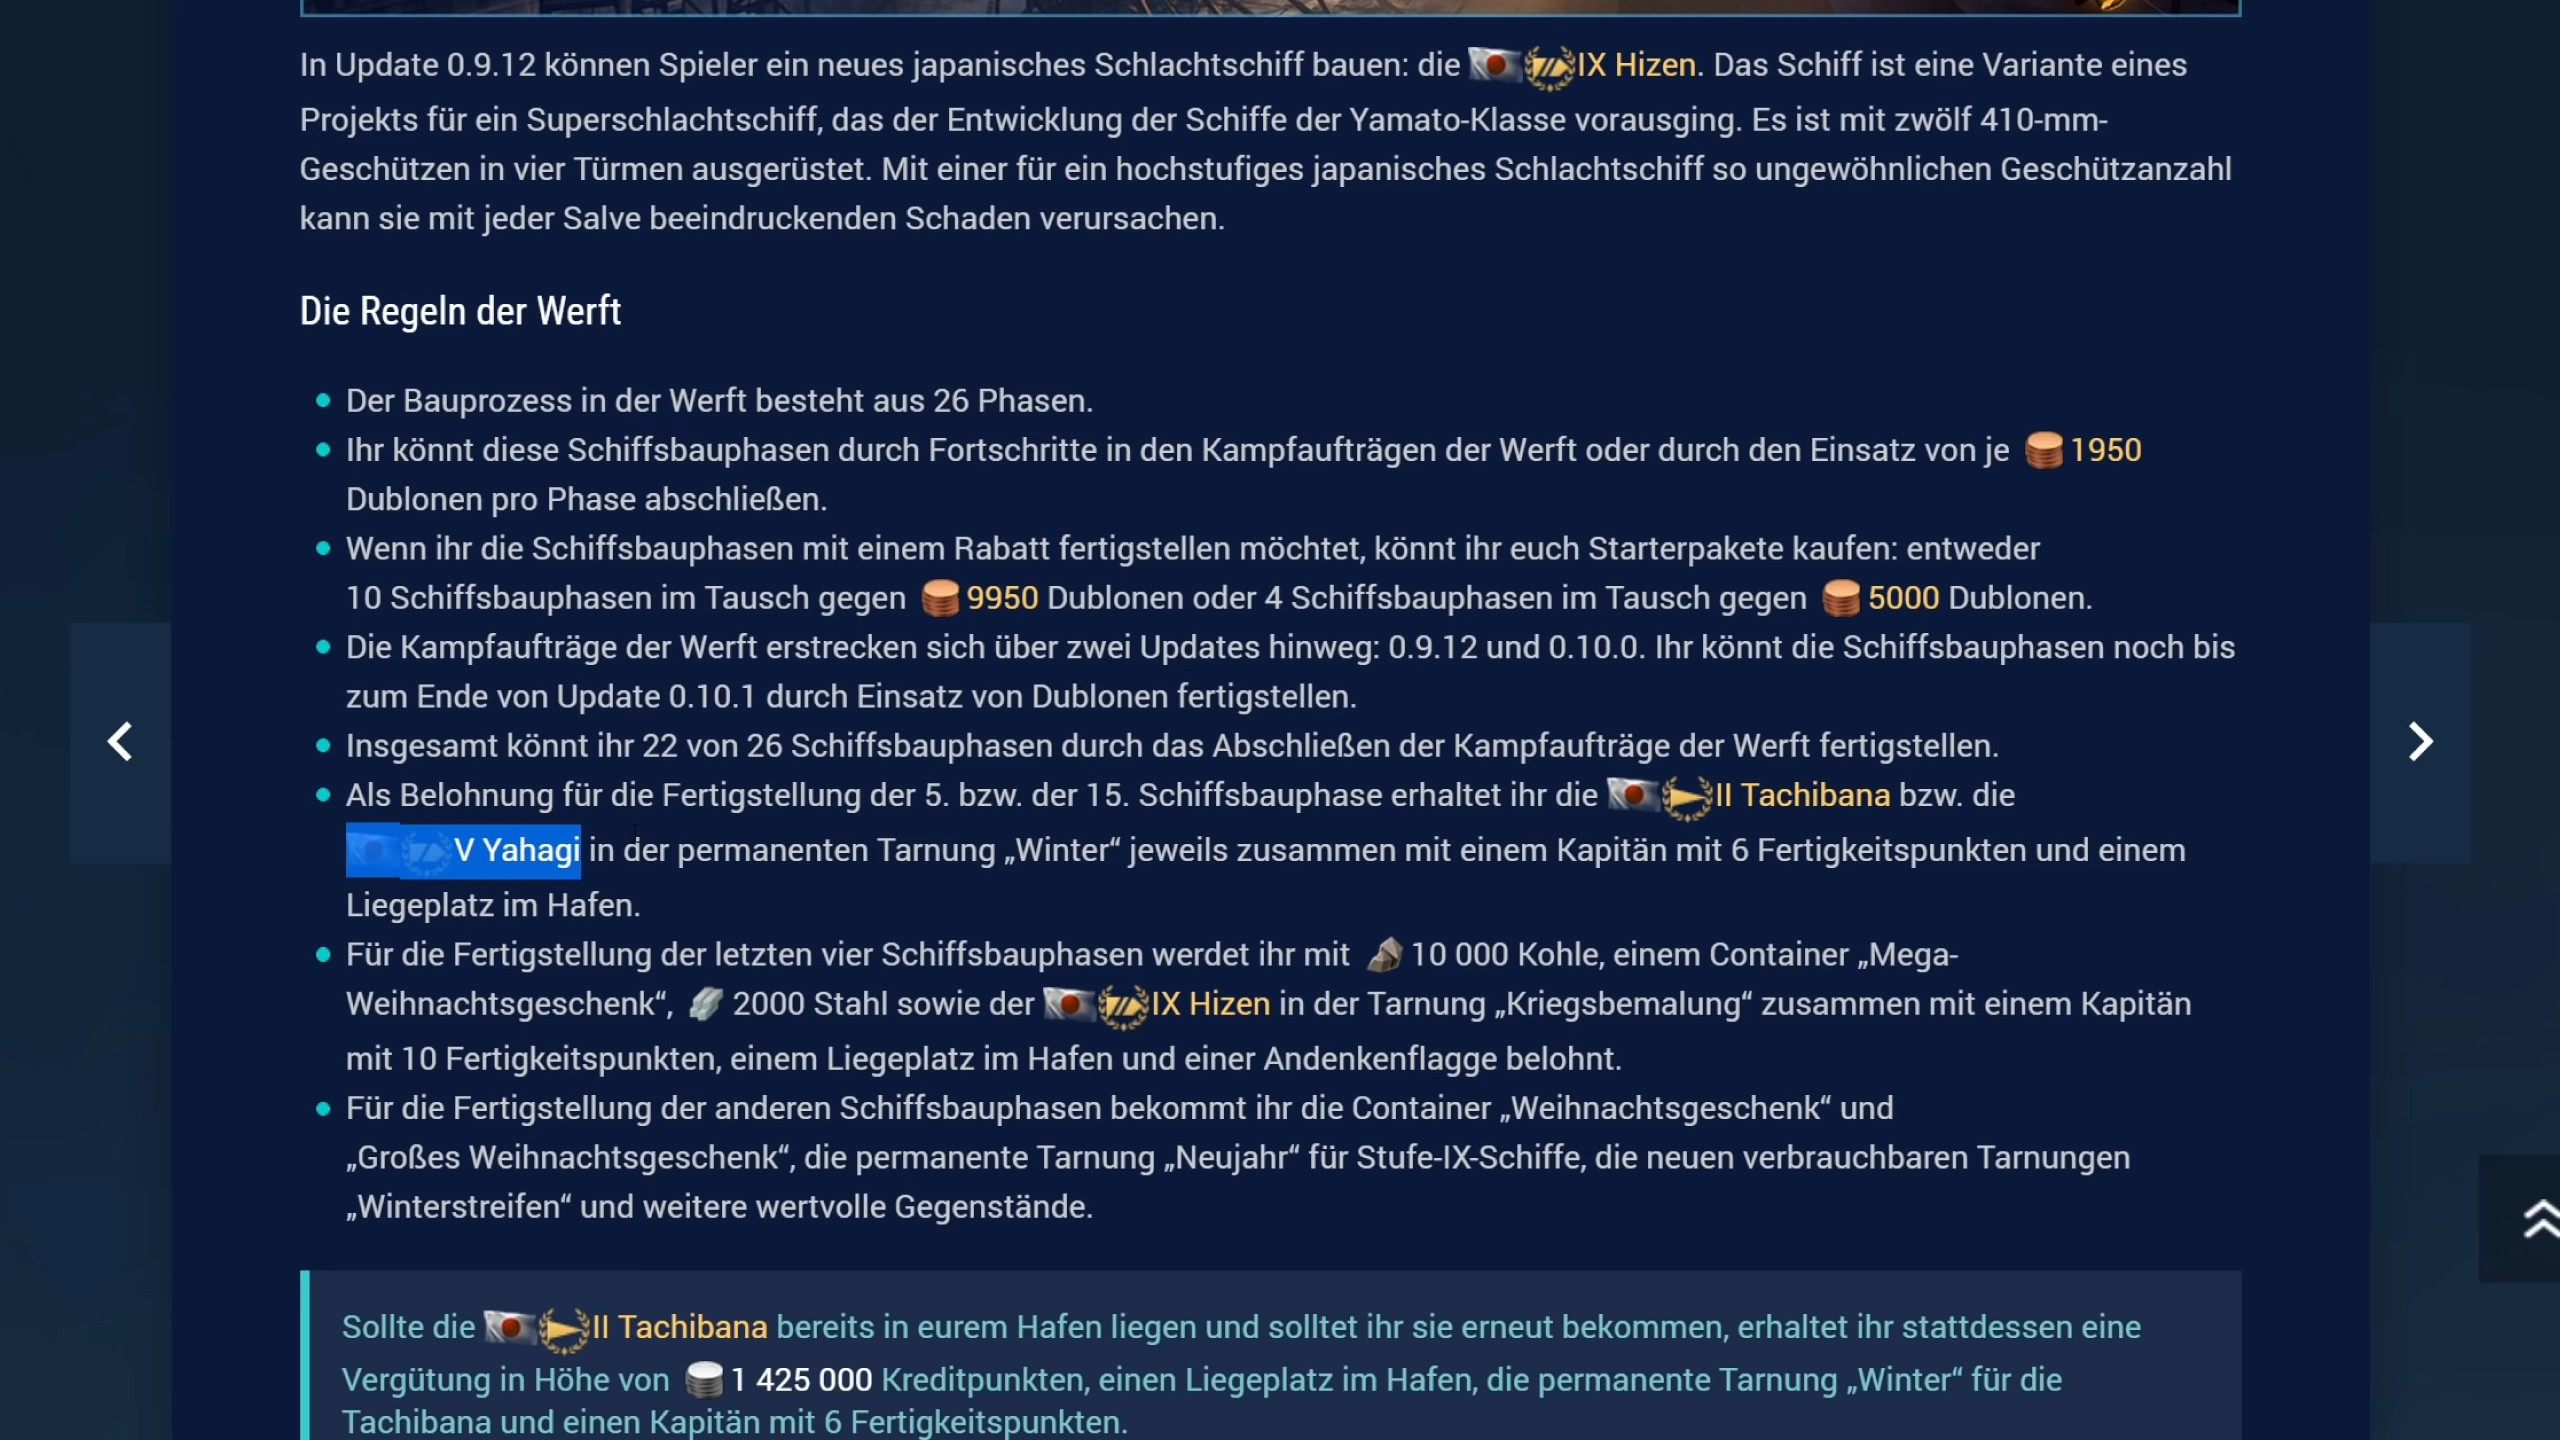 In Update 0.9.12 können Spieler ein neues japanisches Schlachtschiff bauen: die IX Hizen. Das Schiff ist eine Variante eines
Projekts für ein Superschlachtschiff, das der Entwicklung der Schiffe der Yamato-Klasse vorausging. Es ist mit zwölf 410-mm-
Geschützen in vier Türmen ausgerüstet. Mit einer für ein hochstufiges japanisches Schlachtschiff so ungewöhnlichen Geschützanzahl
kann sie mit jeder Salve beeindruckenden Schaden verursachen.
Die Regeln der Werft
Der Bauprozess in der Werft besteht aus 26 Phasen.
Ihr könnt diese Schiffsbauphasen durch Fortschritte in den Kampfaufträgen der Werft oder durch den Einsatz von je 1950
Dublonen pro Phase abschließen.
Wenn ihr die Schiffsbauphasen mit einem Rabatt fertigstellen möchtet, könnt ihr euch Starterpakete kaufen: entweder
10 Schiffsbauphasen im Tausch gegen 9950 Dublonen oder 4 Schiffsbauphasen im Tausch gegen 5000 Dublonen.
Die Kampfaufträge der Werft erstrecken sich über zwei Updates hinweg: 0.9.12 und 0.10.0. Ihr könnt die Schiffsbauphasen noch bis
zum Ende von Update 0.10.1 durch Einsatz von Dublonen fertigstellen.
Insgesamt könnt ihr 22 von 26 Schiffsbauphasen durch das Abschließen der Kampfaufträge der Werft fertigstellen.
Als Belohnung für die Fertigstellung der 5. bzw. der 15. Schiffsbauphase erhaltet ihr die II Tachibana bzw. die
V Yahagi in der permanenten Tarnung „Winter“ jeweils zusammen mit einem Kapitän mit 6 Fertigkeitspunkten und einem
Liegeplatz im Hafen.
Für die Fertigstellung der letzten vier Schiffsbauphasen werdet ihr mit 10 000 Kohle, einem Container „Mega-
Weihnachtsgeschenk“, 2000 Stahl sowie der IX Hizen in der Tarnung „Kriegsbemalung“ zusammen mit einem Kapitän
mit 10 Fertigkeitspunkten, einem Liegeplatz im Hafen und einer Andenkenflagge belohnt.
Für die Fertigstellung der anderen Schiffsbauphasen bekommt ihr die Container „Weihnachtsgeschenk“ und
„Großes Weihnachtsgeschenk“, die permanente Tarnung „Neujahr“ für Stufe-IX-Schiffe, die neuen verbrauchbaren Tarnungen
„Winterstreifen“ und weitere wertvolle Gegenstände.
Sollte die II Tachibana bereits in eurem Hafen liegen und solltet ihr sie erneut bekommen, erhaltet ihr stattdessen eine
Vergütung in Höhe von 1 425 000 Kreditpunkten, einen Liegeplatz im Hafen, die permanente Tarnung „Winter“ für die
Tachibana und einen Kapitän mit 6 Fertigkeitspunkten.